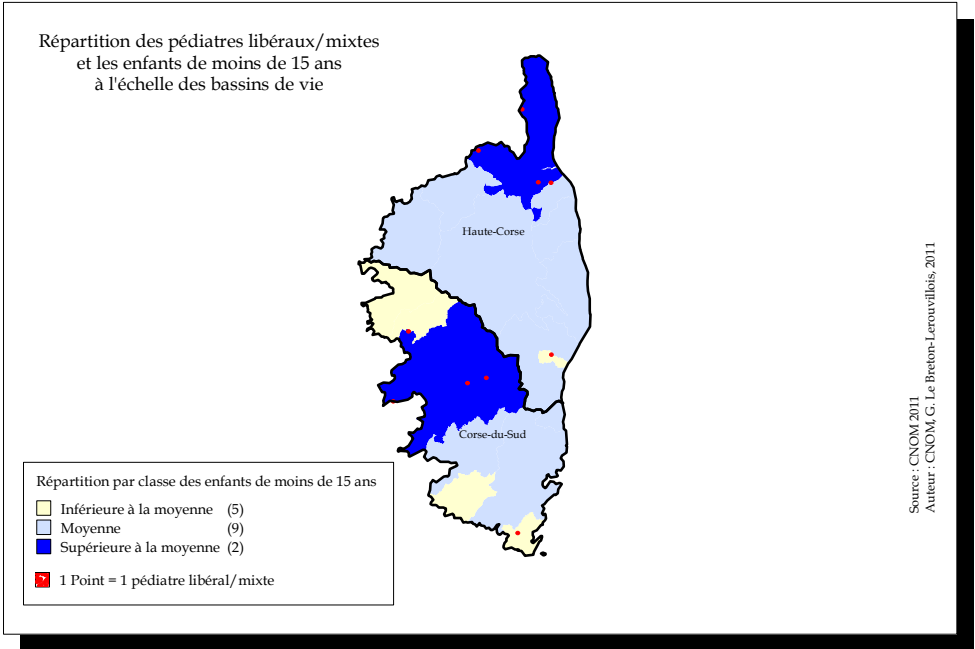 Répartition des pédiatres libéraux/mixtes
et les enfants de moins de 15 ans
à l'échelle des bassins de vie
Haute-Corse
Corse-du-Sud
Répartition par classe des enfants de moins de 15 ans
Inférieure à la moyenne (5)
Moyenne (9)
Supérieure à la moyenne (2)
1 Point = 1 pédiatre libéral/mixte
Source : CNOM 2011
Auteur : CNOM, G. Le Breton-Lerouvillois, 2011